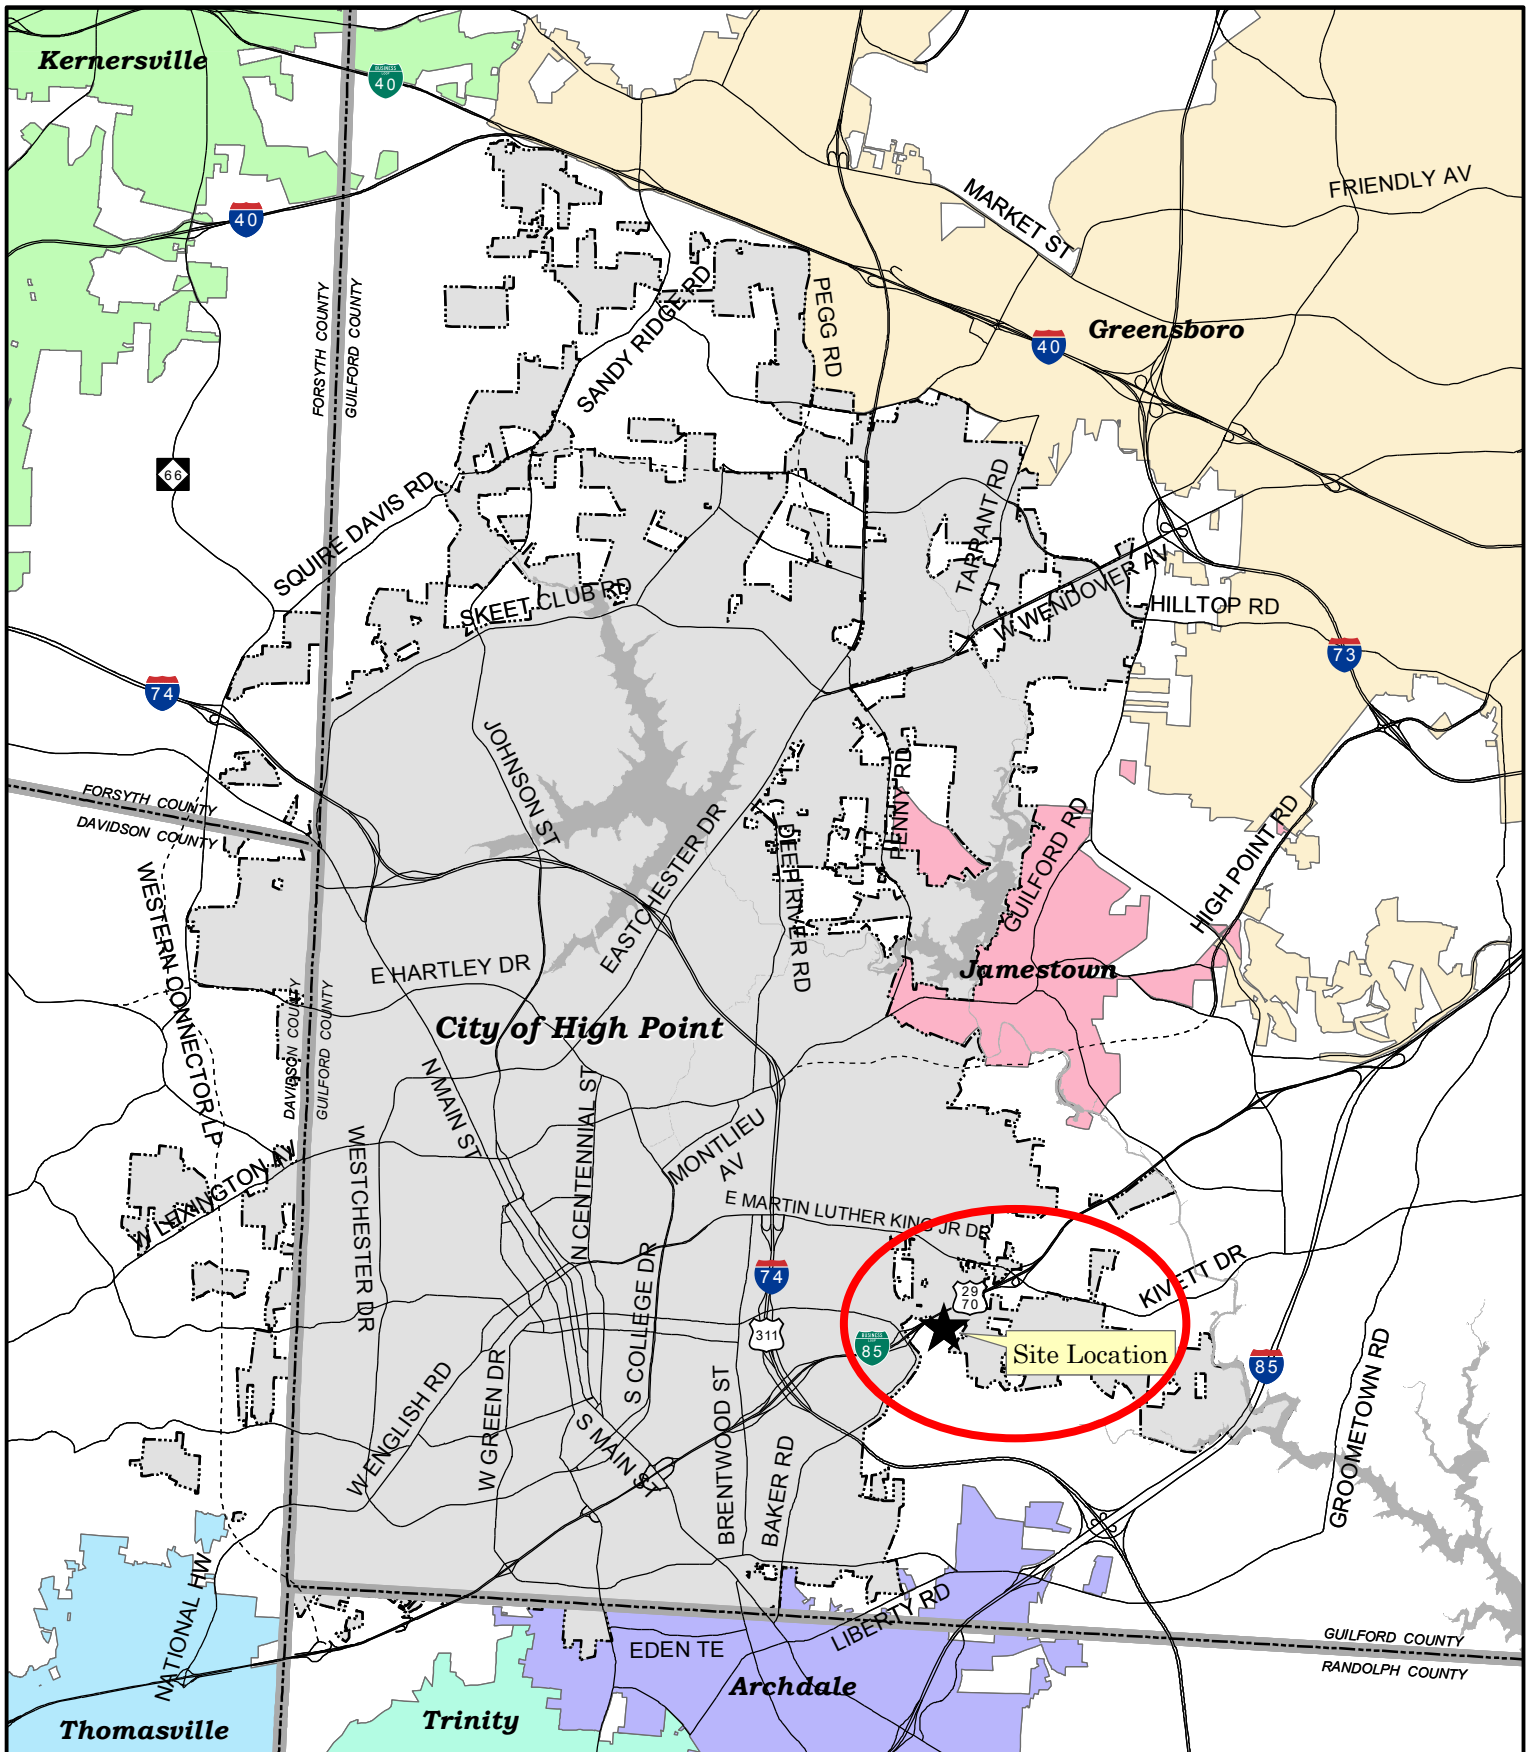 Kernersville
BUSINESS
LOOP
40
40
FORSYTH COUNTY
GUILFORD COUNTY
MARKET ST
FRIENDLY AV
PEGG RD
SANDY RIDGE RD
40
Greensboro
66
SQUIRE DAVIS RD
TARRANT RD
SKEET CLUB RD
W WENDOVER AV
HILLTOP RD
73
74
JOHNSON ST
PENNY RD
FORSYTH COUNTY
DAVIDSON COUNTY
EASTCHESTER DR
DEEP RIVER RD
GUILFORD RD
HIGH POINT RD
WESTERN CONNECTOR LP
E HARTLEY DR
Jamestown
City of High Point
DAVIDSON COUNTY
GUILFORD COUNTY
N MAIN ST
N CENTENNIAL ST
MONTLIEU
AV
W LEXINGTON AV
WESTCHESTER DR
E MARTIN LUTHER KING JR DR
S COLLEGE DR
74
311
29
70
KIVETT DR
BUSINESS
LOOP
85
Site Location
85
GROOMETOWN RD
W ENGLISH RD
W GREEN DR
S MAIN ST
BRENTWOOD ST
BAKER RD
NATIONAL HW
EDEN TE
LIBERTY RD
GUILFORD COUNTY
RANDOLPH COUNTY
Archdale
Trinity
Thomasville